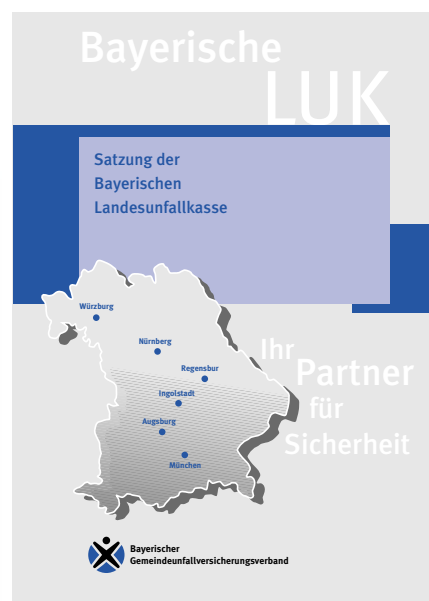 Bayerische
LUK
Satzung der
Bayerischen
Landesunfallkasse
Würzburg
Nürnberg
Regensbur
Ingolstadt
Augsburg
München
Ihr
Partner
für
Sicherheit
Bayerischer
Gemeindeunfallversicherungsverband